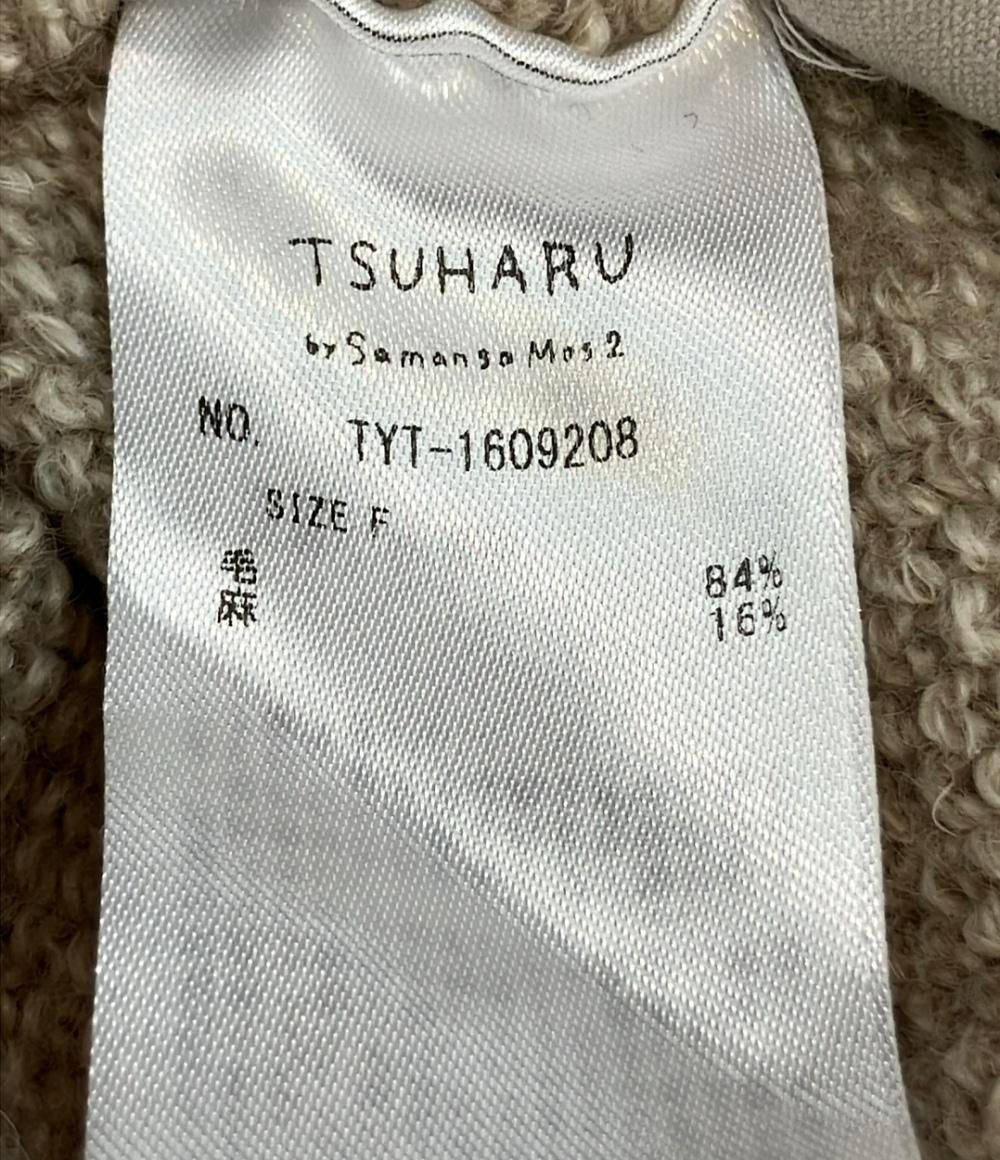 TSUHARU
by Samansa Mos2
NO. TYT-1609208
SIZE F
毛 84%
麻 16%